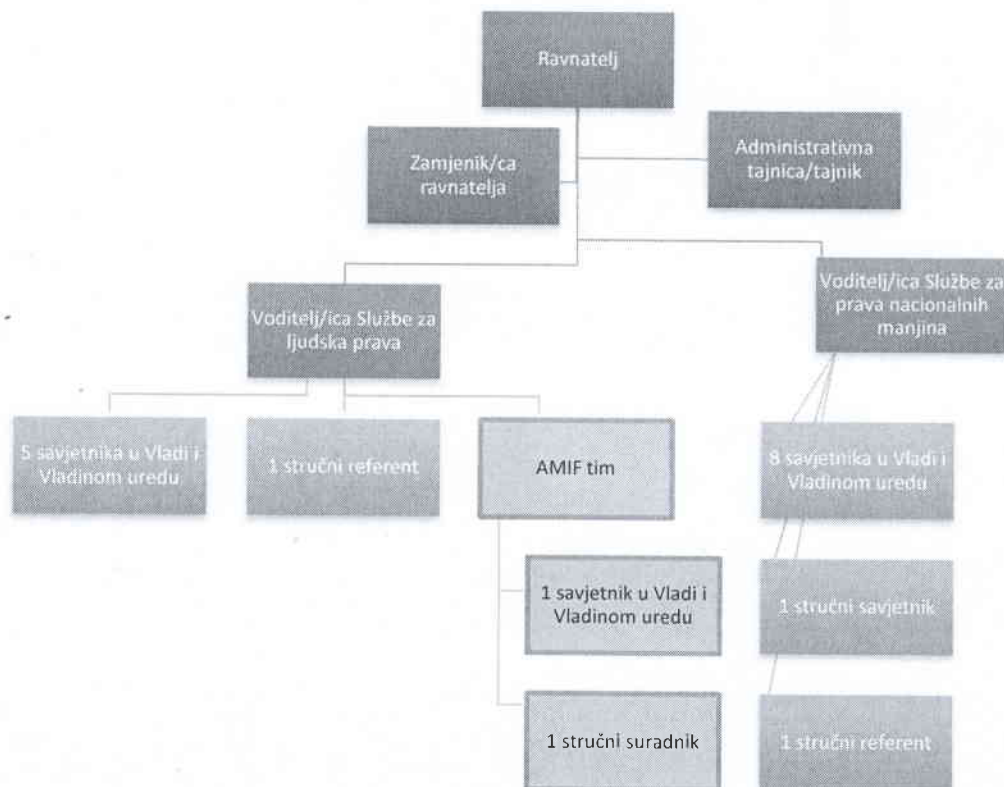 Ravnatelj
Zamjenik/ca
ravnatelja
Administrativna
tajnica/tajnik
Voditelj/ica Službe za
ljudska prava
Voditelj/ica Službe za
prava nacionalnih
manjina
5 savjetnika u Vladi i
Vladinom uredu
1 stručni referent
AMIF tim
8 savjetnika u Vladi i
Vladinom uredu
1 savjetnik u Vladi i
Vladinom uredu
1 stručni savjetnik
1 stručni suradnik
1 stručni referent